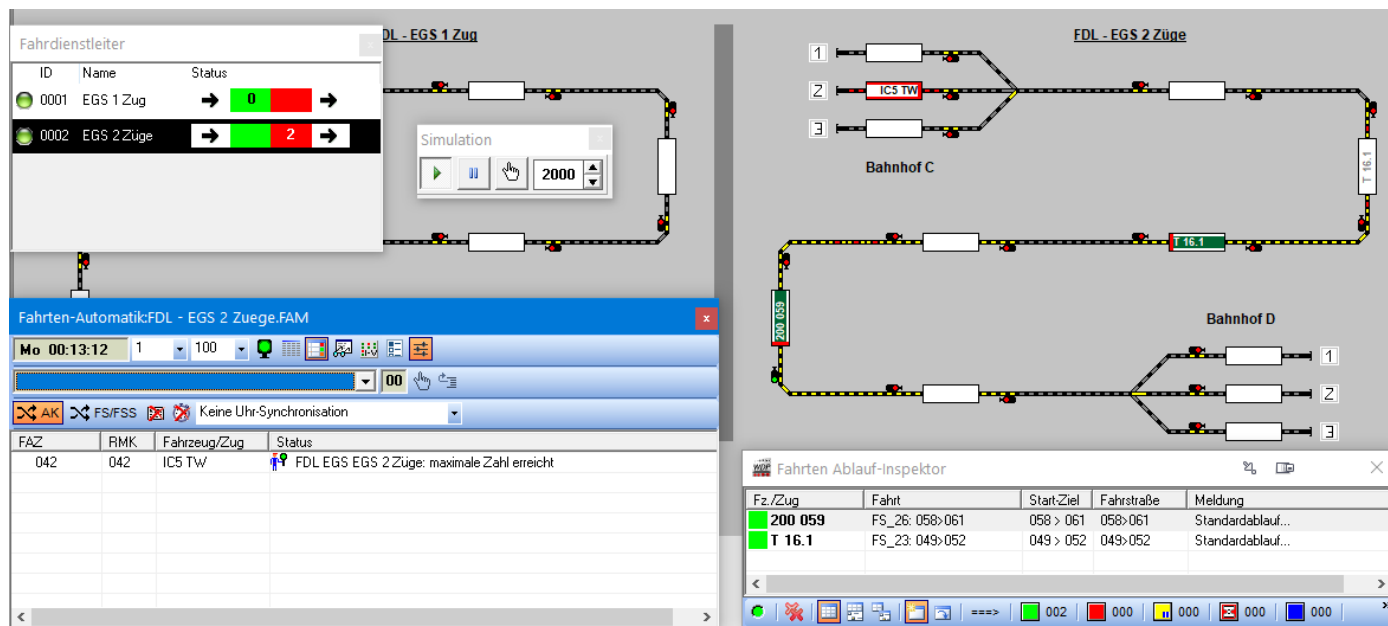 DL - EGS 1 Zug
FDL - EGS 2 Züge
Fahrdienstleiter
x
ID Name Status
0001 EGS 1 Zug 0
0002 EGS 2 Züge 2
Simulation
2000
1
2 IC5 TW
3
Bahnhof C
T 16.1
T 16.1
200 059
Bahnhof D
1
2
3
Fahrten-Automatik:FDL - EGS 2 Zuege.FAM
x
Mo 00:13:12 1 100
00
AK FS/FSS Keine Uhr-Synchronisation
FAZ RMK Fahrzeug/Zug Status
042 042 IC5 TW FDL EGS EGS 2 Züge: maximale Zahl erreicht
WDP Fahrten Ablauf-Inspektor
Fz./Zug Fahrt Start-Ziel Fahrstraße Meldung
200 059 FS_26: 058>061 058 > 061 058>061 Standardablauf...
T 16.1 FS_23: 049>052 049 > 052 049>052 Standardablauf...
===> 002 000 000 000 000